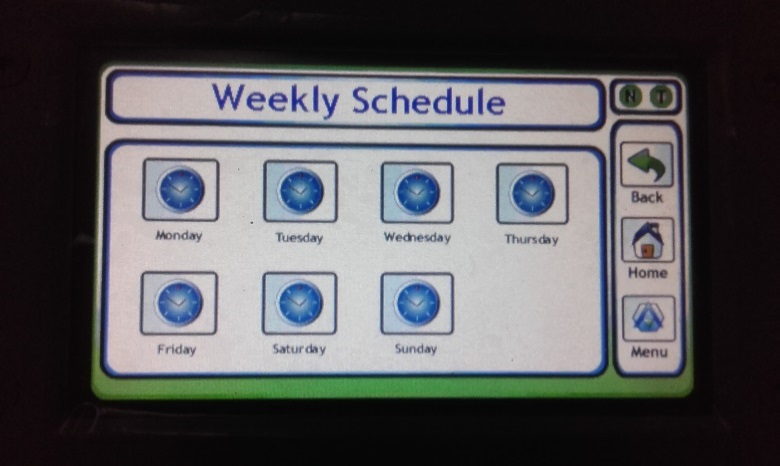 Weekly Schedule
N T
Monday Tuesday Wednesday Thursday
Friday Saturday Sunday
Back
Home
Menu